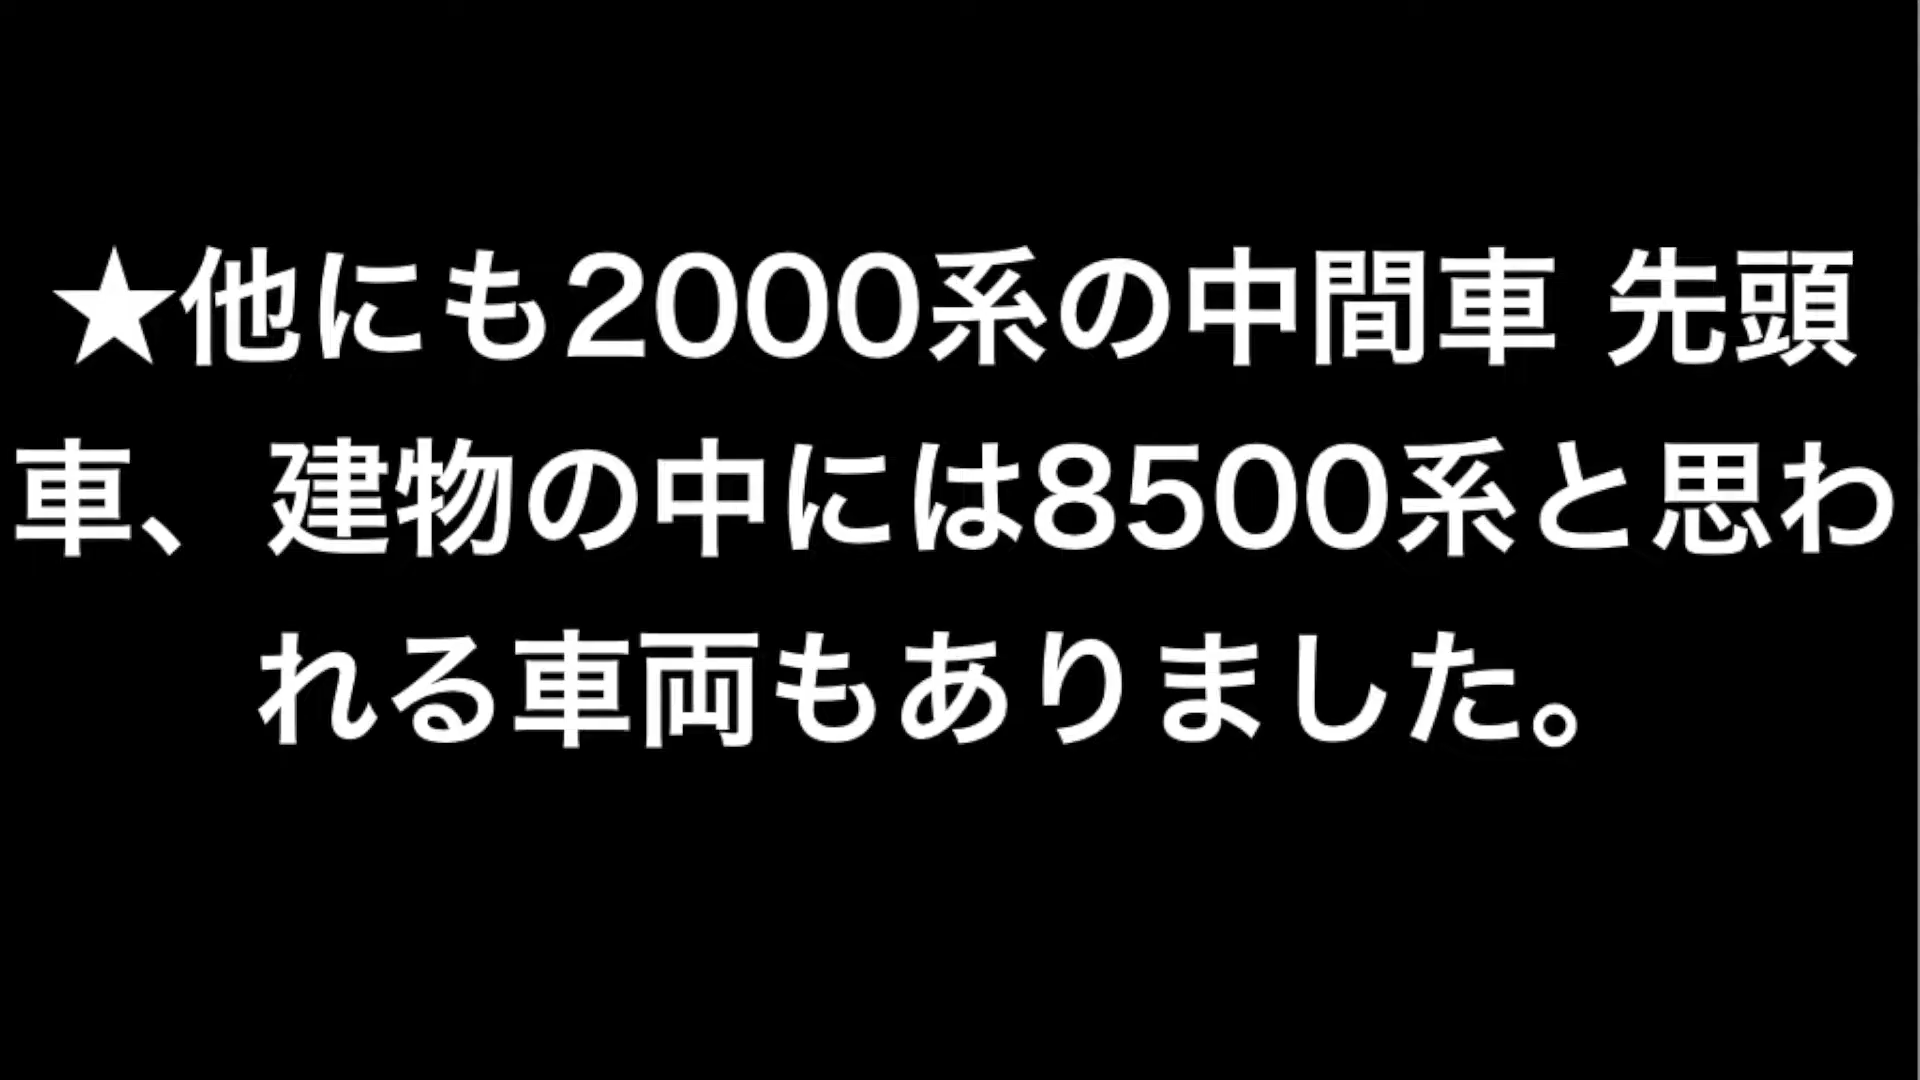 ★他にも2000系の中間車 先頭
車、建物の中には8500系と思わ
れる車両もありました。